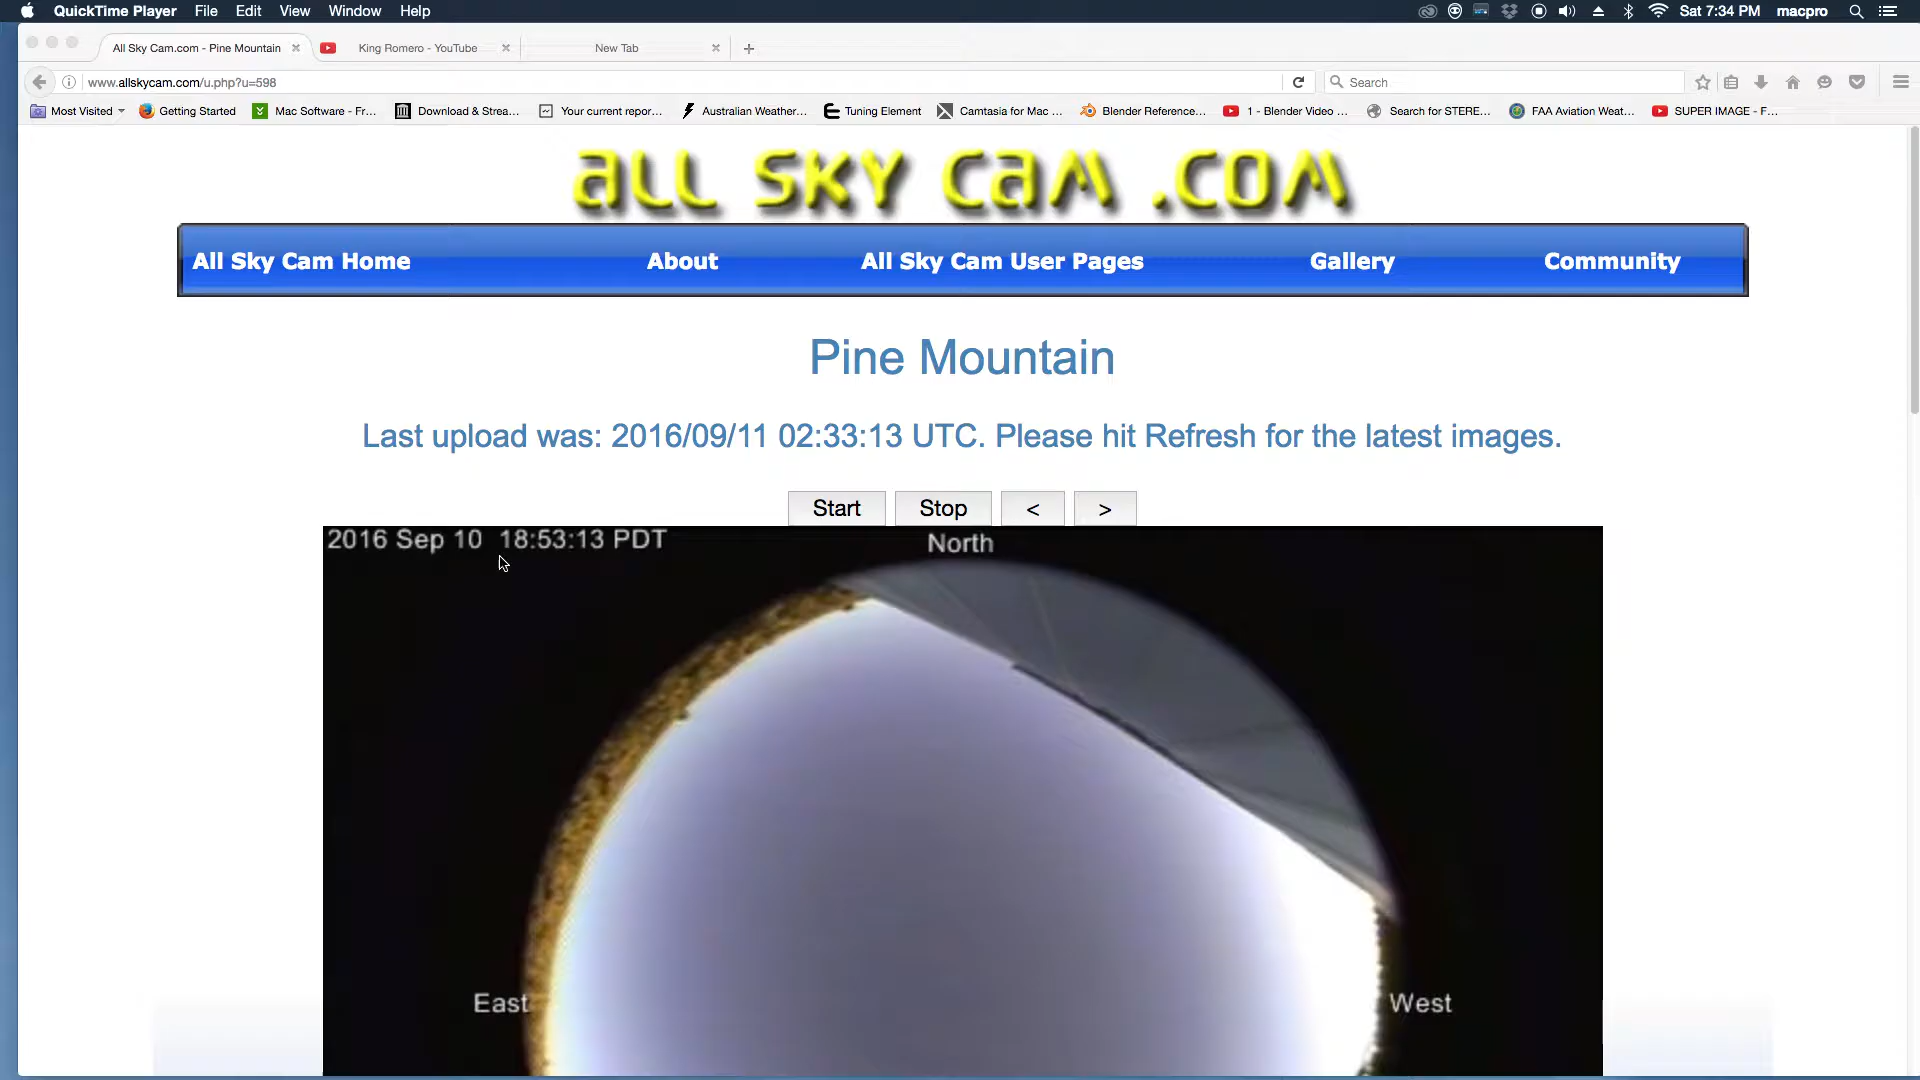 QuickTime Player File Edit View Window Help Sat 7:34 PM macpro
All Sky Cam.com - Pine Mountain King Romero - YouTube New Tab
www.allskycam.com/u.php?u=598 Search
Most Visited Getting Started Mac Software - Fr... Download & Strea... Your current repor... Australian Weather... Tuning Element Camtasia for Mac ... Blender Reference... 1 - Blender Video ... Search for STERE... FAA Aviation Weat... SUPER IMAGE - F...
ALL SKY CAM .COM
All Sky Cam Home About All Sky Cam User Pages Gallery Community
Pine Mountain
Last upload was: 2016/09/11 02:33:13 UTC. Please hit Refresh for the latest images.
Start Stop < >
2016 Sep 10 18:53:13 PDT North
East West